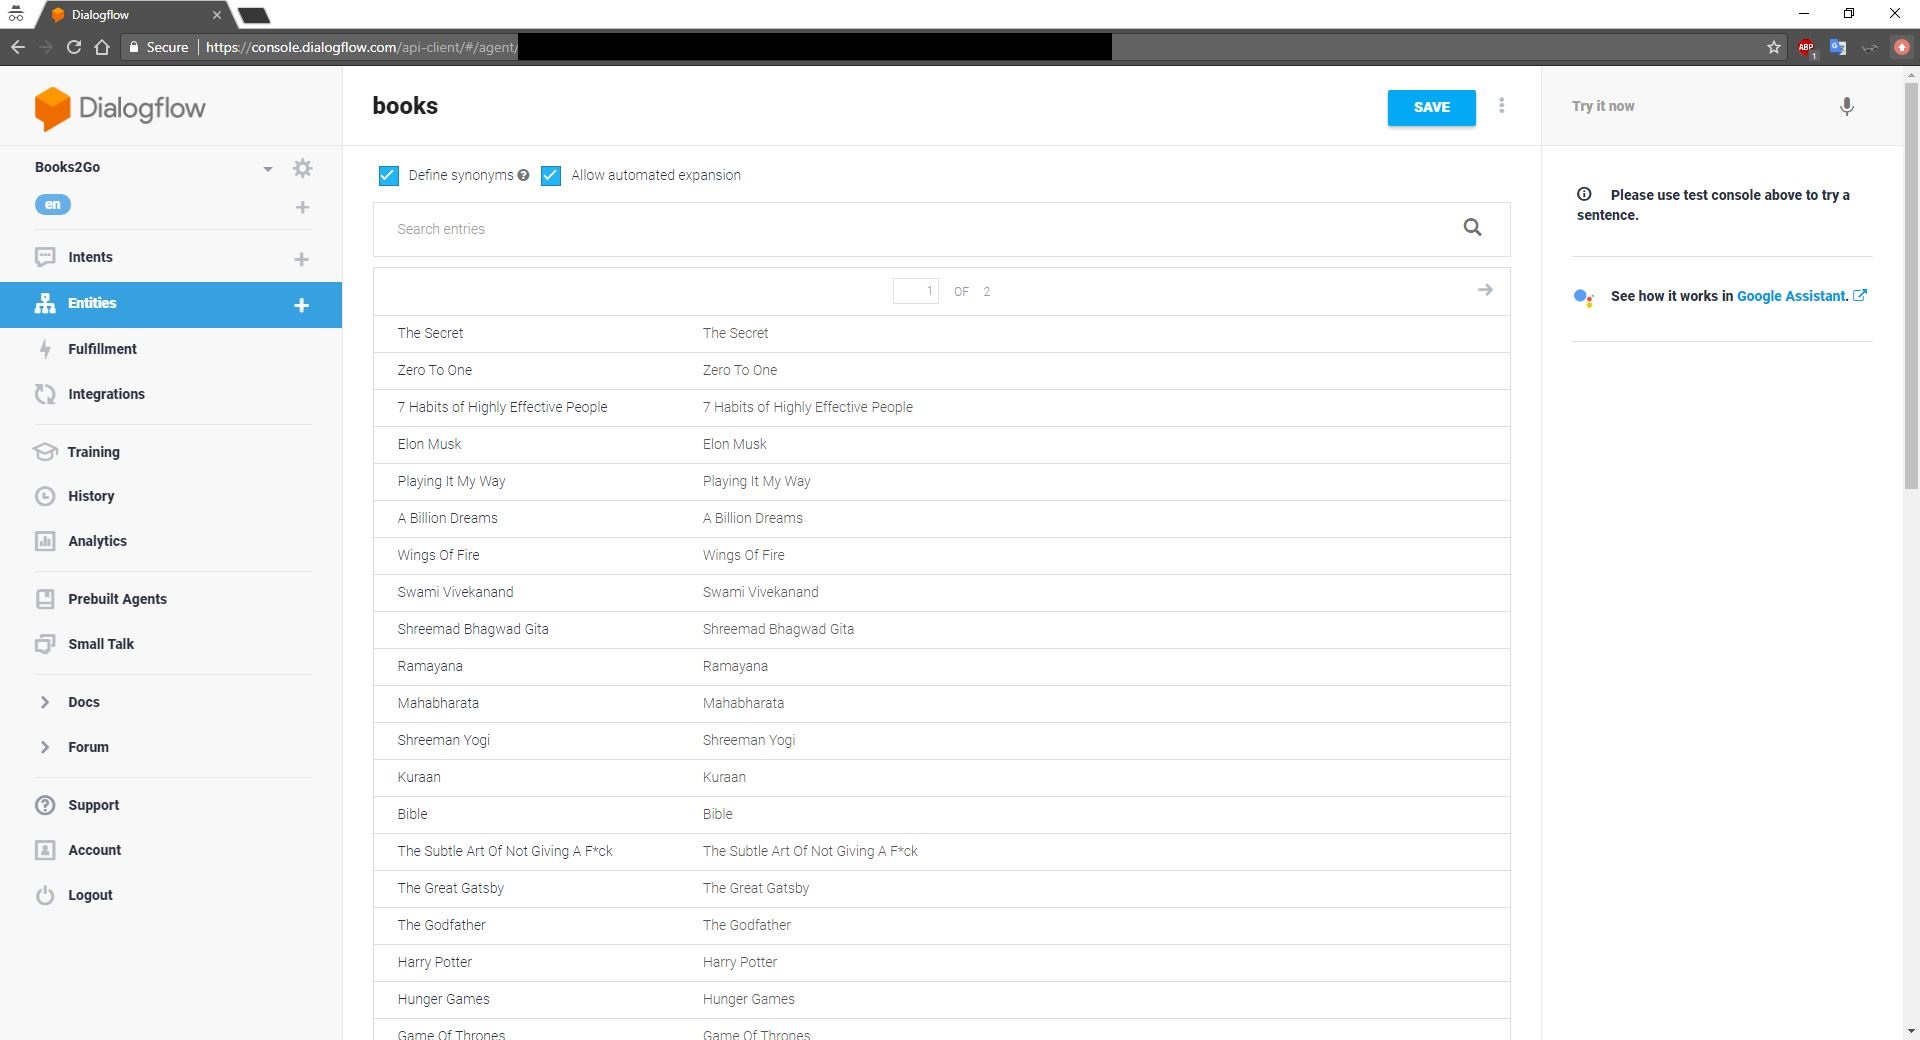 Dialogflow
Secure https://console.dialogflow.com/api-client/#/agent/
ABP
1
Dialogflow
books
SAVE
Try it now
Books2Go
en
Define synonyms
Allow automated expansion
Please use test console above to try a
sentence.
See how it works in Google Assistant.
Intents
Entities
Fulfillment
Integrations
Training
History
Analytics
Prebuilt Agents
Small Talk
Docs
Forum
Support
Account
Logout
Search entries
1 OF 2
The Secret The Secret
Zero To One Zero To One
7 Habits of Highly Effective People 7 Habits of Highly Effective People
Elon Musk Elon Musk
Playing It My Way Playing It My Way
A Billion Dreams A Billion Dreams
Wings Of Fire Wings Of Fire
Swami Vivekanand Swami Vivekanand
Shreemad Bhagwad Gita Shreemad Bhagwad Gita
Ramayana Ramayana
Mahabharata Mahabharata
Shreeman Yogi Shreeman Yogi
Kuraan Kuraan
Bible Bible
The Subtle Art Of Not Giving A F*ck The Subtle Art Of Not Giving A F*ck
The Great Gatsby The Great Gatsby
The Godfather The Godfather
Harry Potter Harry Potter
Hunger Games Hunger Games
Game Of Thrones Game Of Thrones